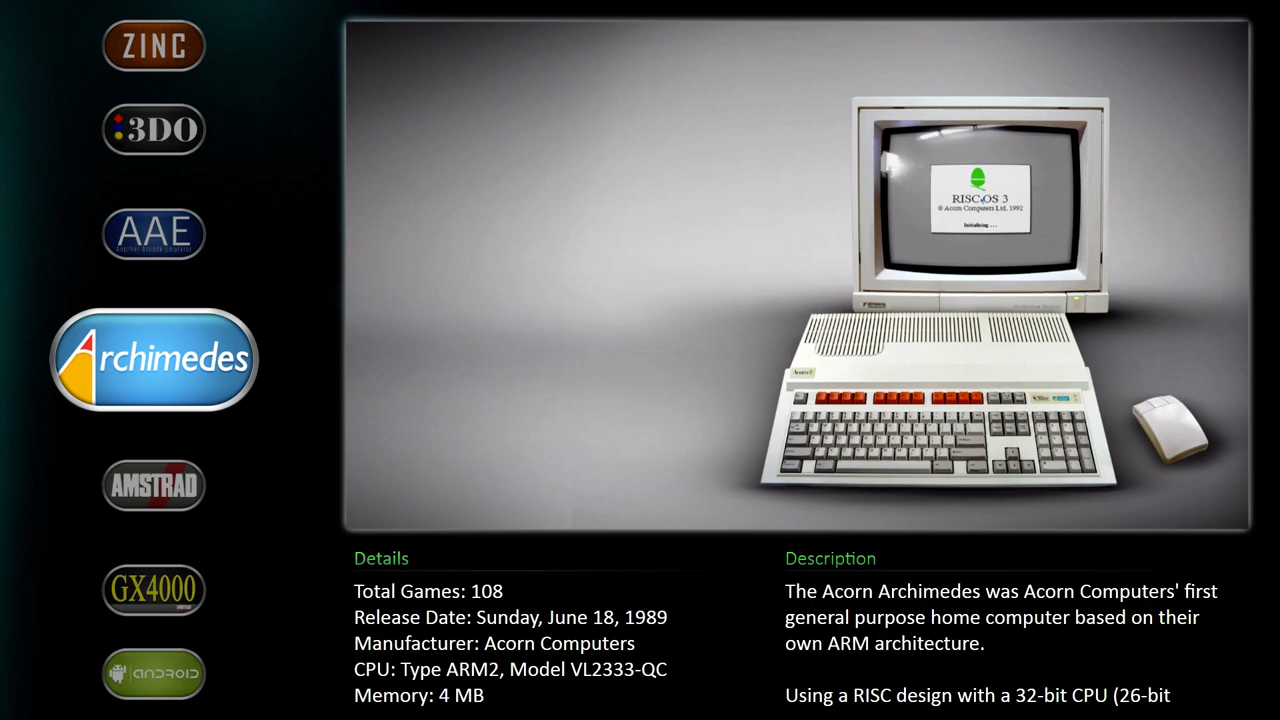 ZINC
3DO
AAE
Another Arcade Emulator
Archimedes
AMSTRAD
GX4000
ANDROID
RISC OS 3
© Acorn Computers Ltd, 1992
Initialising ...
Acorn
Details
Total Games: 108
Release Date: Sunday, June 18, 1989
Manufacturer: Acorn Computers
CPU: Type ARM2, Model VL2333-QC
Memory: 4 MB
Description
The Acorn Archimedes was Acorn Computers' first
general purpose home computer based on their
own ARM architecture.
Using a RISC design with a 32-bit CPU (26-bit